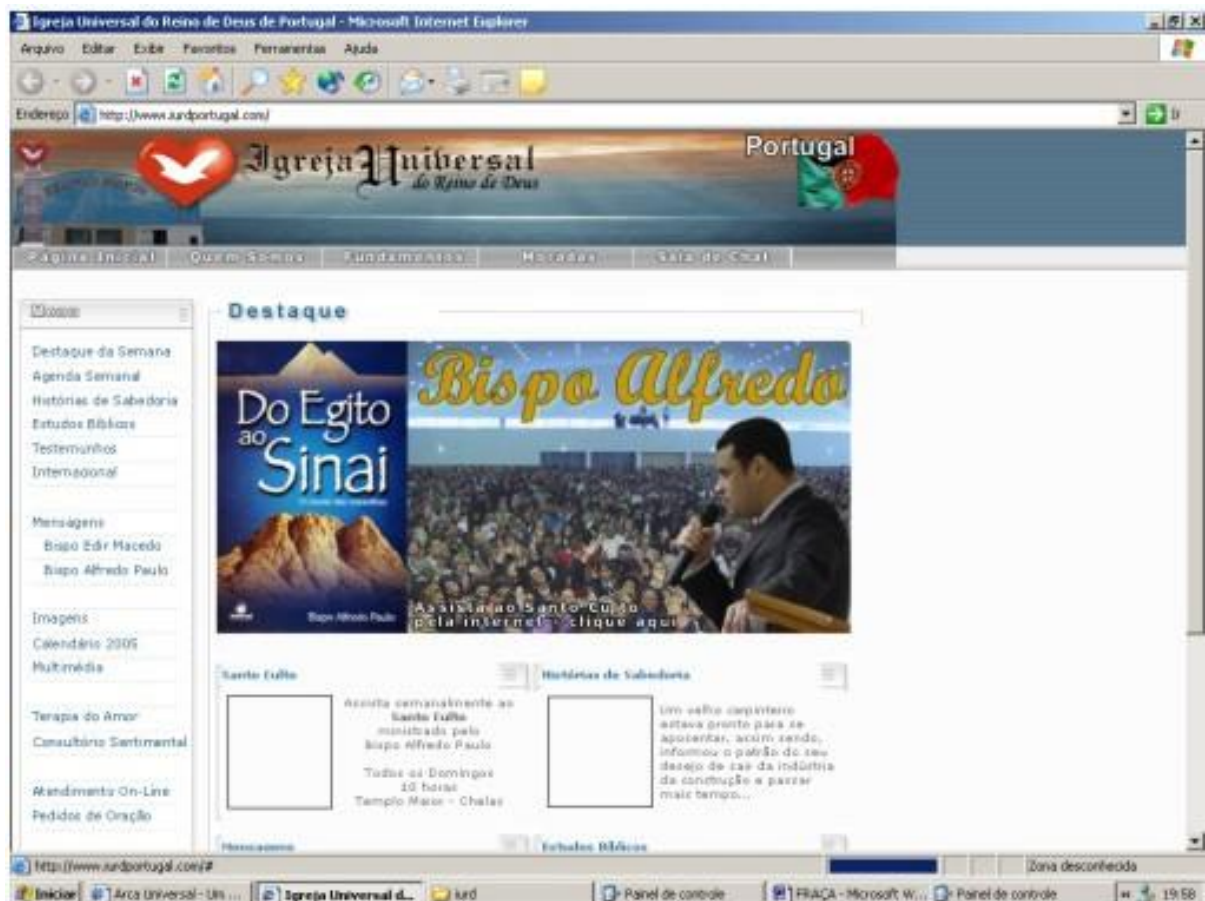 Igreja Universal do Reino de Deus de Portugal - Microsoft Internet Explorer
Arquivo Editar Exibir Favoritos Ferramentas Ajuda
Endereço http://www.iurdportugal.com/ Ir
Igreja Universal
do Reino de Deus
Portugal
Página Inicial Quem Somos Fundamentos Moradas Sala de Chat
Destaque
Destaque da Semana
Agenda Semanal
Histórias de Sabedoria
Estudos Bíblicos
Testemunhos
Internacional
Mensagens
Bispo Edir Macedo
Bispo Alfredo Paulo
Imagens
Calendário 2005
Multimédia
Terapia do Amor
Consultório Sentimental
Atendimento On-Line
Pedidos de Oração
Do Egito
ao
Sinai
Bispo Alfredo Paulo
Bispo Alfredo
Assista ao Santo Culto
pela internet - clique aqui
Santo Culto
Assista semanalmente ao
Santo Culto
ministrado pelo
Bispo Alfredo Paulo
Todos os Domingos
10 horas
Templo Maior - Chelas
Histórias de Sabedoria
Um velho carpinteiro
estava pronto para se
aposentar, assim sendo,
informou o patrão do seu
desejo de sair da indústria
da construção e passar
mais tempo...
Mensagens
Estudos Bíblicos
http://www.iurdportugal.com/# Zona desconhecida
Iniciar Arca Universal - Um ... Igreja Universal d... iurd Painel de controle FRAÇA - Microsoft W... Painel de controle 19:58